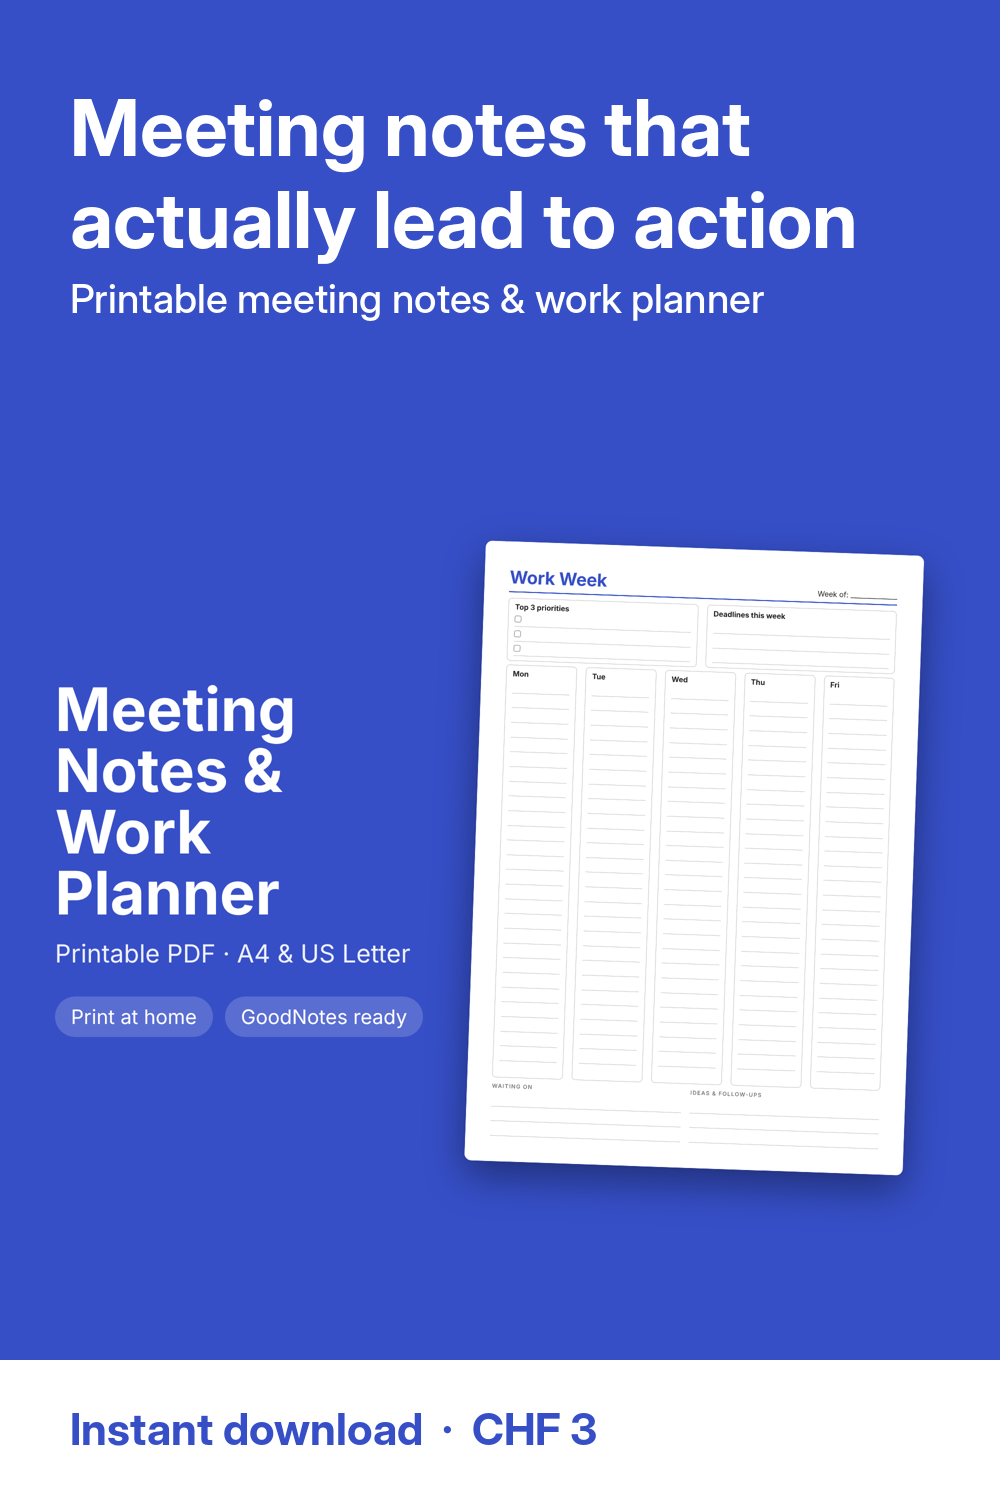 Meeting notes that
actually lead to action
Printable meeting notes & work planner
Work Week
Week of:
Top 3 priorities
Deadlines this week
Mon
Tue
Wed
Thu
Fri
WAITING ON
IDEAS & FOLLOW-UPS
Meeting
Notes &
Work
Planner
Printable PDF · A4 & US Letter
Print at home
GoodNotes ready
Instant download · CHF 3